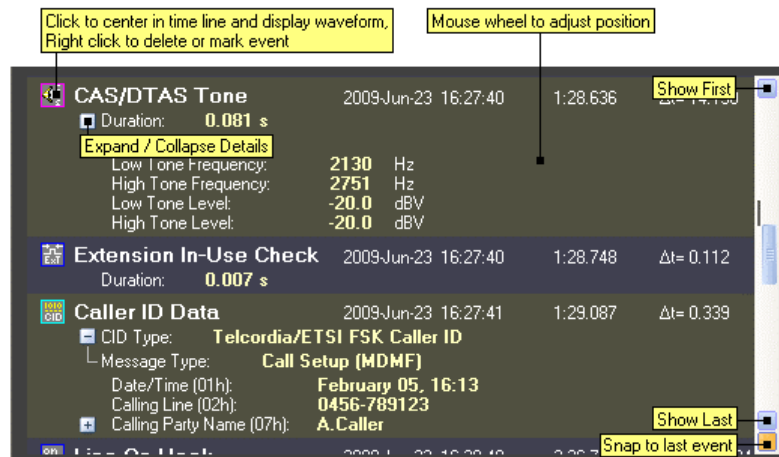 Click to center in time line and display waveform,
Right click to delete or mark event
Mouse wheel to adjust position
CAS/DTAS Tone 2009-Jun-23 16:27:40 1:28.636
Show First
Duration: 0.081 s
Expand / Collapse Details
Low Tone Frequency: 2130 Hz
High Tone Frequency: 2751 Hz
Low Tone Level: -20.0 dBV
High Tone Level: -20.0 dBV
EXT Extension In-Use Check 2009-Jun-23 16:27:40 1:28.748 Δt= 0.112
Duration: 0.007 s
1010 CID Caller ID Data 2009-Jun-23 16:27:41 1:29.087 Δt= 0.339
CID Type: Telcordia/ETSI FSK Caller ID
Message Type: Call Setup (MDMF)
Date/Time (01h): February 05, 16:13
Calling Line (02h): 0456-789123
Calling Party Name (07h): A.Caller
Show Last
Snap to last event